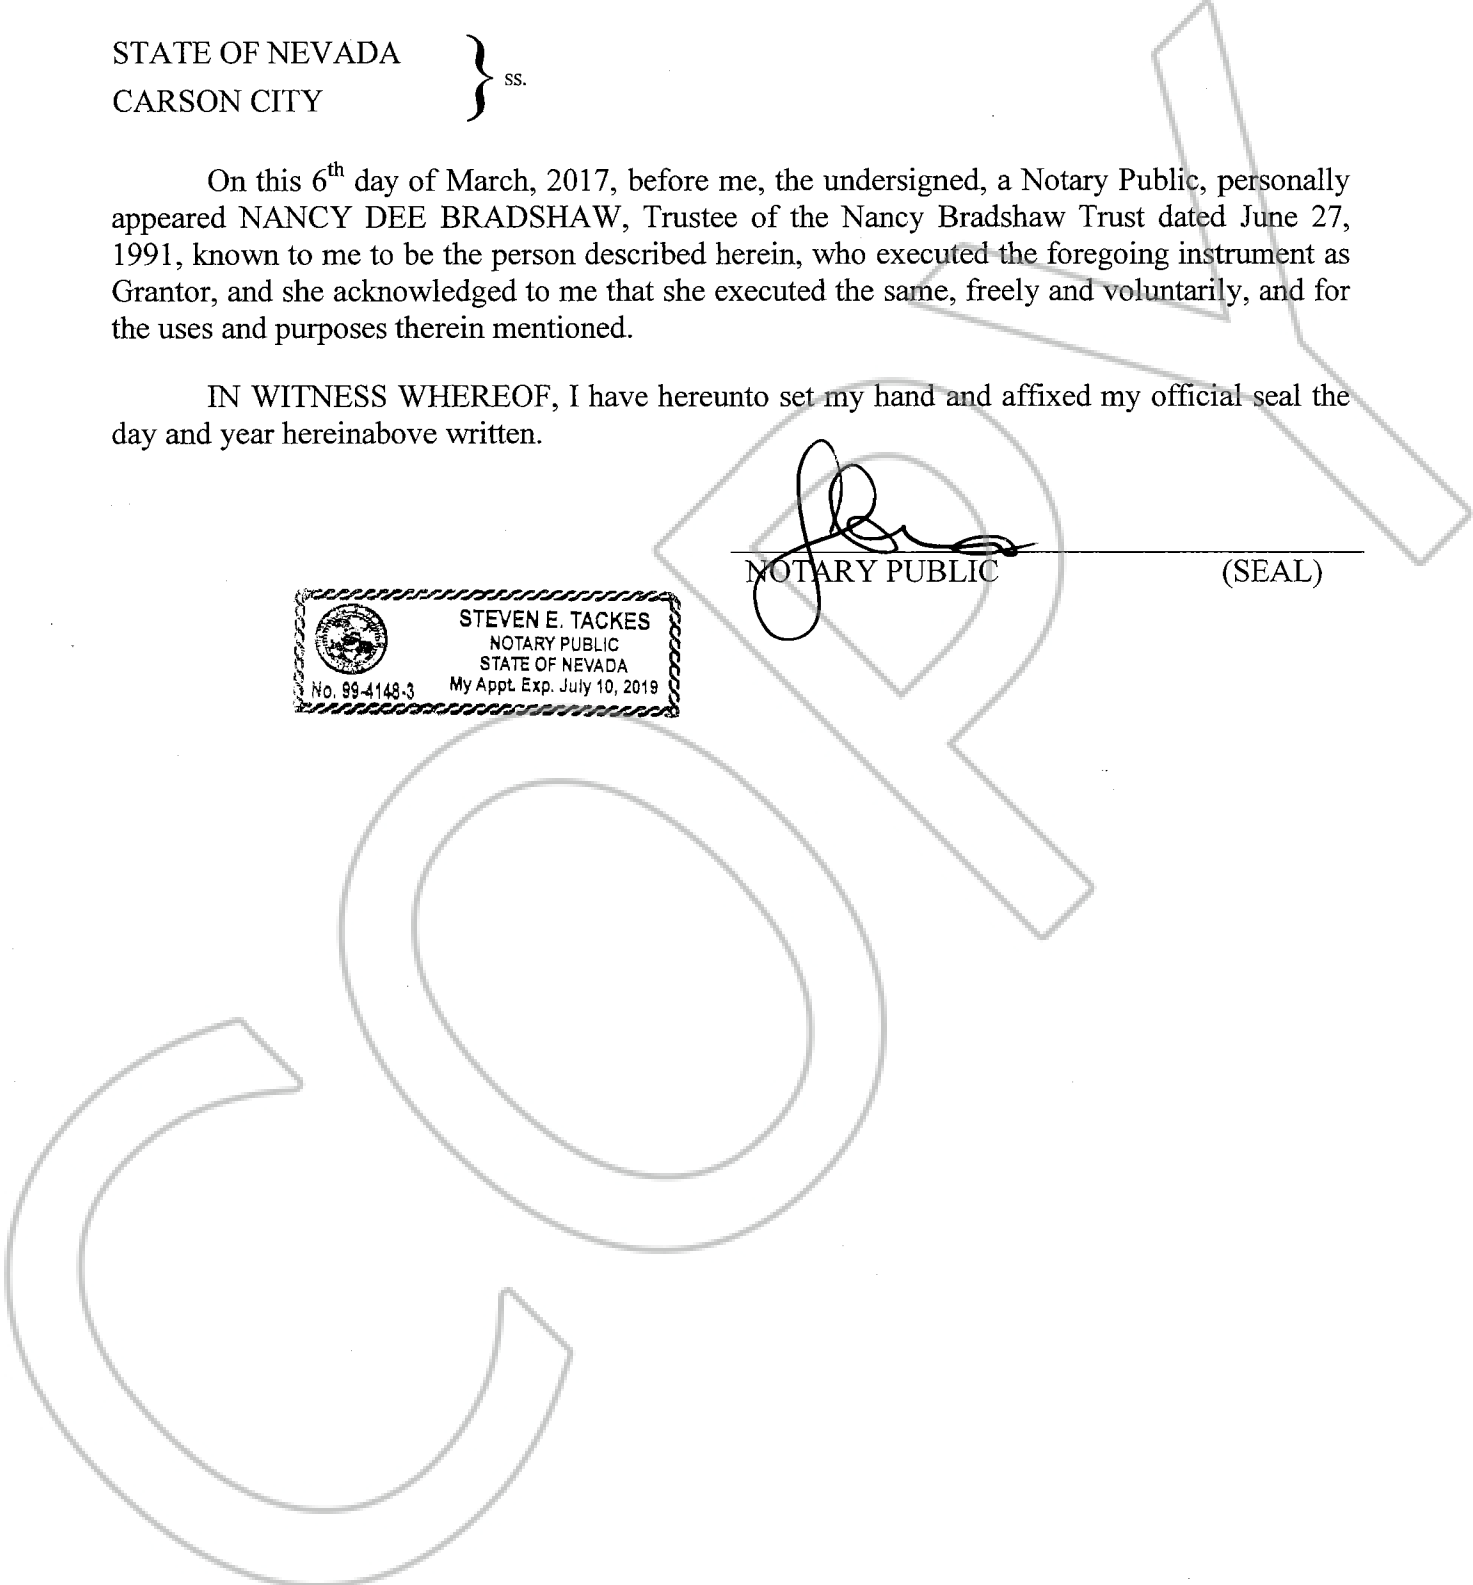 STATE OF NEVADA
CARSON CITY
} ss.
On this 6th day of March, 2017, before me, the undersigned, a Notary Public, personally
appeared NANCY DEE BRADSHAW, Trustee of the Nancy Bradshaw Trust dated June 27,
1991, known to me to be the person described herein, who executed the foregoing instrument as
Grantor, and she acknowledged to me that she executed the same, freely and voluntarily, and for
the uses and purposes therein mentioned.
IN WITNESS WHEREOF, I have hereunto set my hand and affixed my official seal the
day and year hereinabove written.
NOTARY PUBLIC (SEAL)
STEVEN E. TACKES
NOTARY PUBLIC
STATE OF NEVADA
No. 99-4148-3 My Appt. Exp. July 10, 2019
COPY